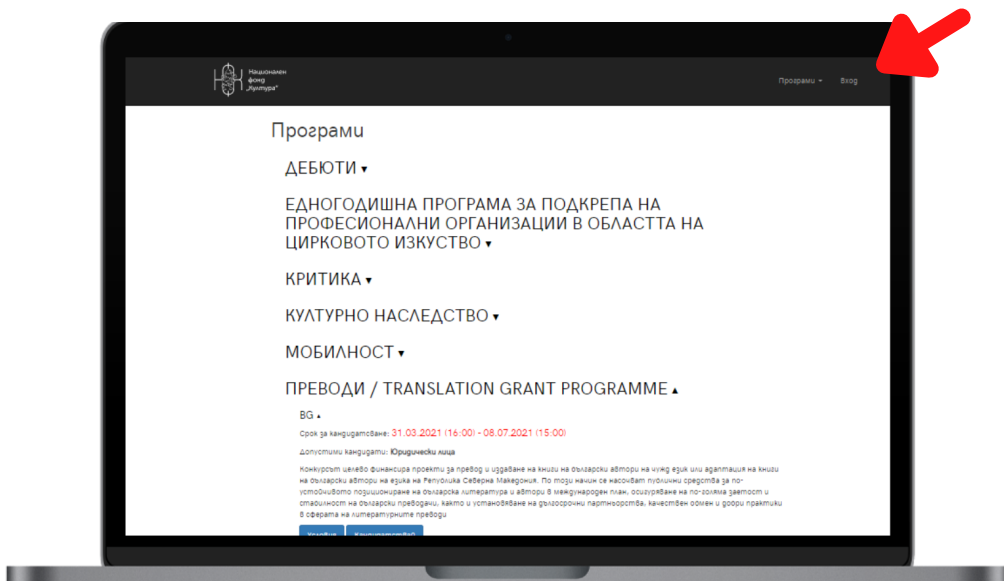 Национален
фонд
„Култура“
Програми
Вход
Програми
ДЕБЮТИ
ЕДНОГОДИШНА ПРОГРАМА ЗА ПОДКРЕПА НА
ПРОФЕСИОНАЛНИ ОРГАНИЗАЦИИ В ОБЛАСТТА НА
ЦИРКОВОТО ИЗКУСТВО
КРИТИКА
КУЛТУРНО НАСЛЕДСТВО
МОБИЛНОСТ
ПРЕВОДИ / TRANSLATION GRANT PROGRAMME
BG
Срок за кандидатстване: 31.03.2021 (16:00) - 08.07.2021 (15:00)
Допустими кандидати: Юридически лица
Конкурсът целево финансира проекти за превод и издаване на книги на български автори на чужд език или адаптация на книги
на български автори на езика на Република Северна Македония. По този начин се насочват публични средства за по-
устойчивото позициониране на българска литература и автори в международен план, осигуряване на по-голяма заетост и
стабилност на български преводачи, както и установяване на дългосрочни партньорства, качествен обмен и добри практики
в сферата на литературните преводи
Условия